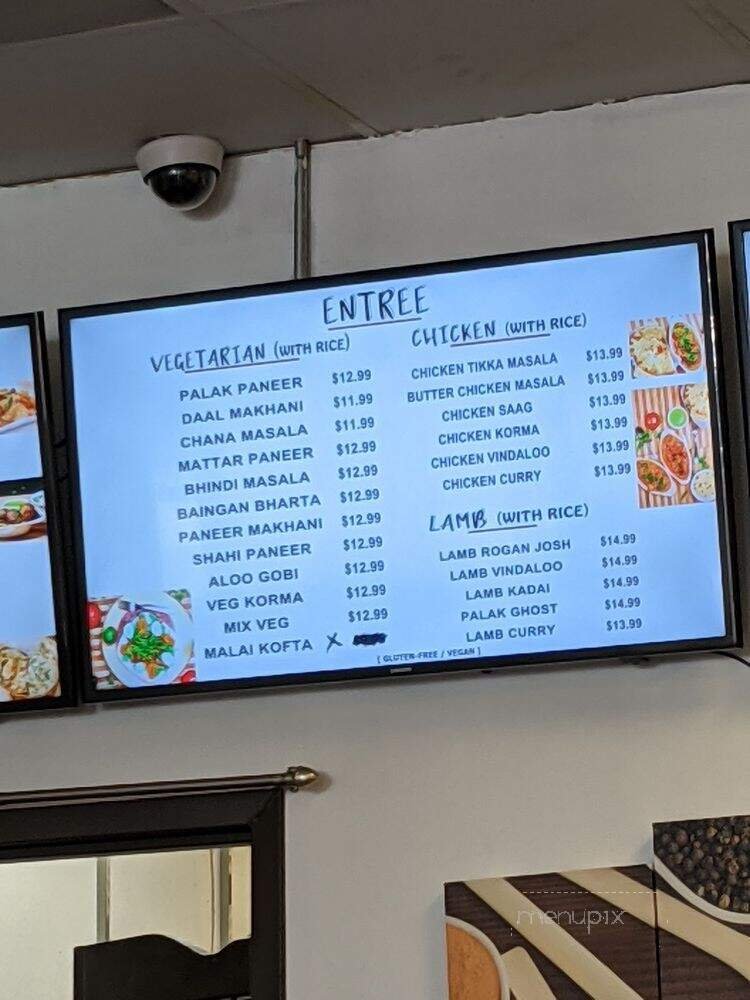 ENTREE
VEGETARIAN (WITH RICE)
PALAK PANEER $12.99
DAAL MAKHANI $11.99
CHANA MASALA $11.99
MATTAR PANEER $12.99
BHINDI MASALA $12.99
BAINGAN BHARTA $12.99
PANEER MAKHANI $12.99
SHAHI PANEER $12.99
ALOO GOBI $12.99
VEG KORMA $12.99
MIX VEG $12.99
MALAI KOFTA X
CHICKEN (WITH RICE)
CHICKEN TIKKA MASALA $13.99
BUTTER CHICKEN MASALA $13.99
CHICKEN SAAG $13.99
CHICKEN KORMA $13.99
CHICKEN VINDALOO $13.99
CHICKEN CURRY $13.99
LAMB (WITH RICE)
LAMB ROGAN JOSH $14.99
LAMB VINDALOO $14.99
LAMB KADAI $14.99
PALAK GHOST $14.99
LAMB CURRY $13.99
[ GLUTEN-FREE / VEGAN ]
menupix